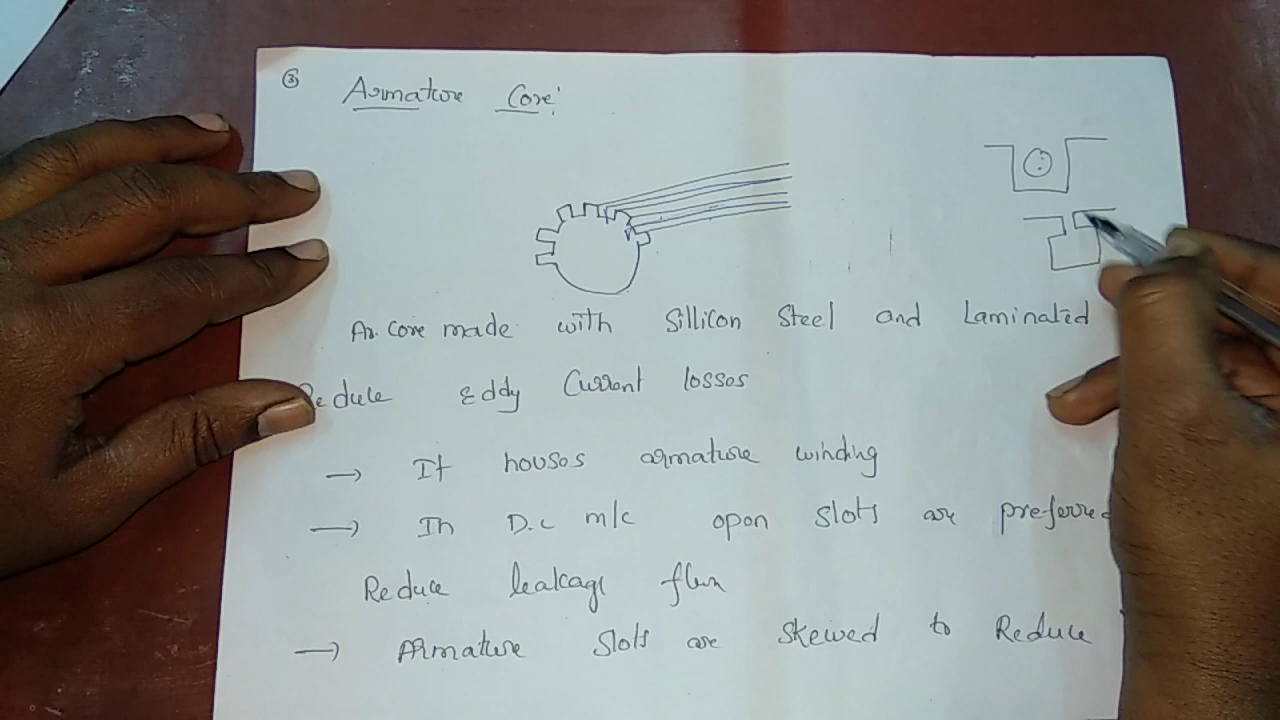 ③ Armature Core:
Ar. Core made with Sillicon Steel and Laminated
Reduce Eddy Current losses
→ It houses armature winding
→ In D.C m/c open slots are preferred
Reduce leakage flux
→ Armature Slots are Skewed to Reduce